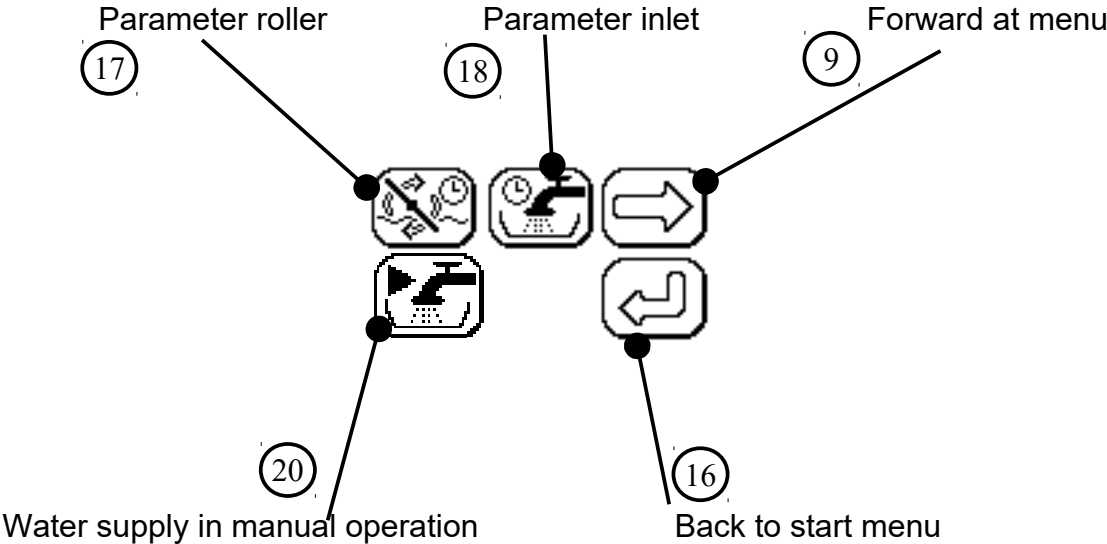 Parameter roller
Parameter inlet
Forward at menu
17
18
9
20
16
Water supply in manual operation
Back to start menu